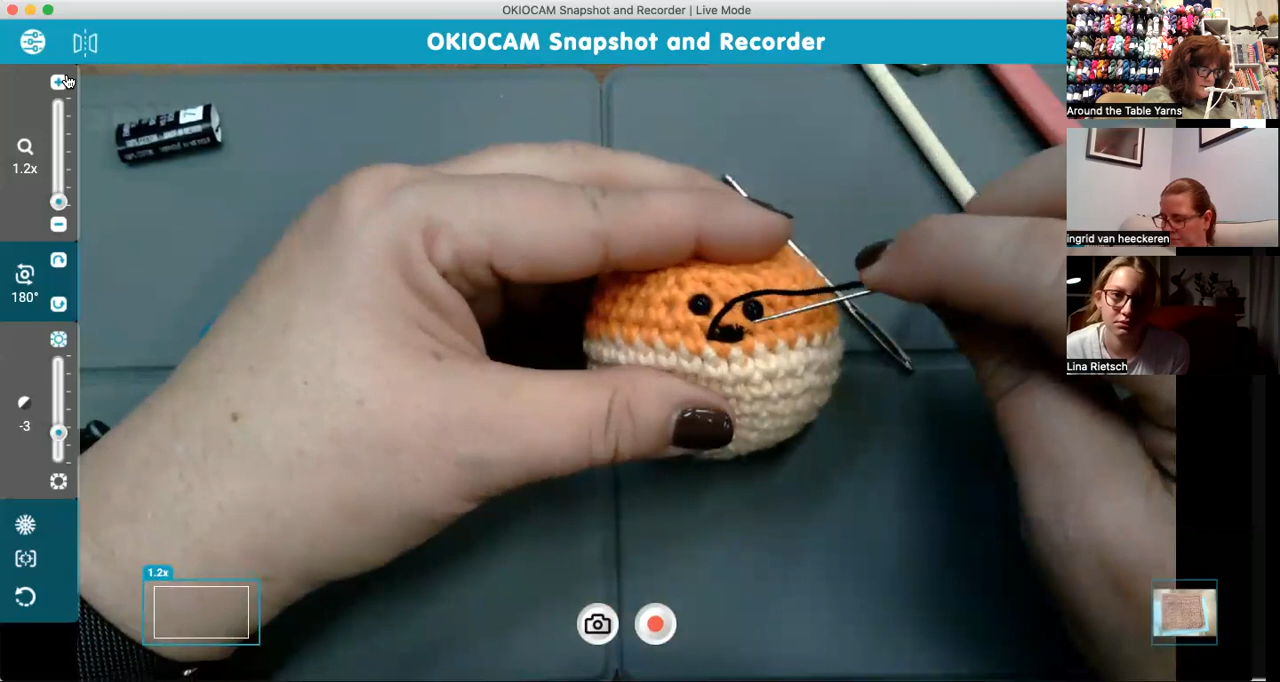 OKIOCAM Snapshot and Recorder | Live Mode
OKIOCAM Snapshot and Recorder
1.2x
180°
-3
1.2x
Around the Table Yarns
ingrid van heeckeren
Lina Rietsch